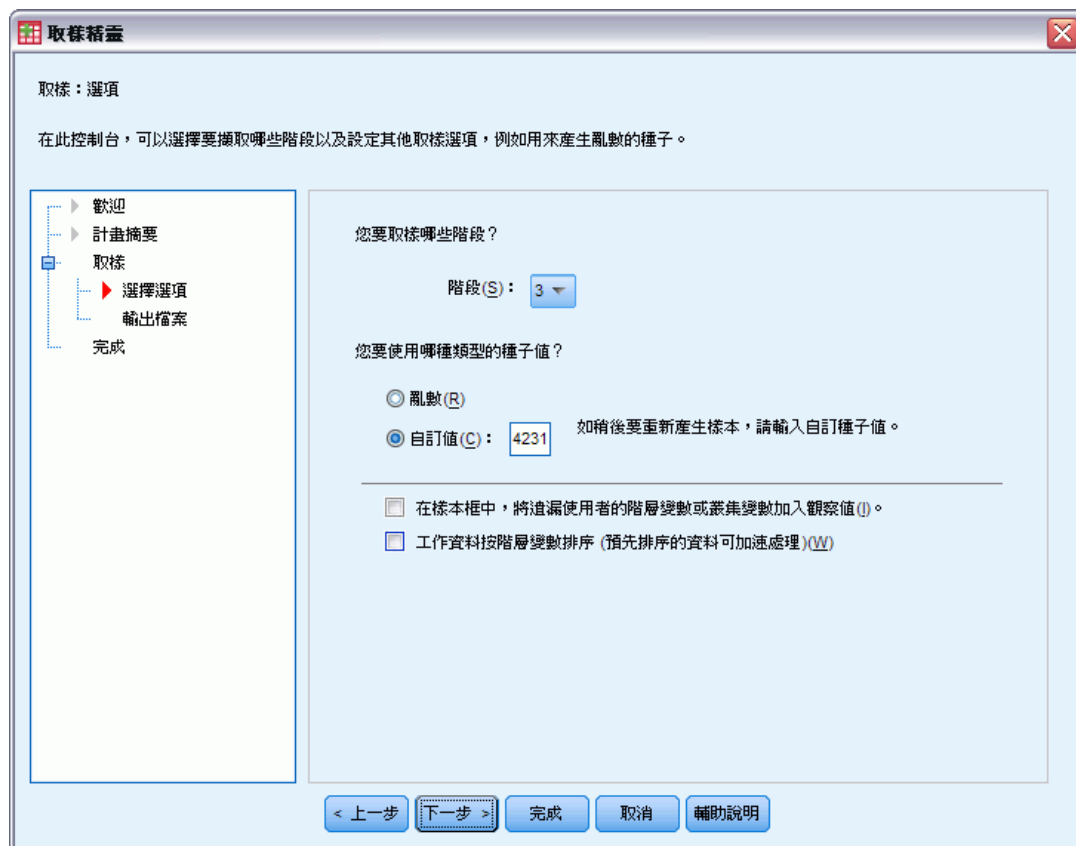 取樣精靈
取樣：選項
在此控制台，可以選擇要擷取哪些階段以及設定其他取樣選項，例如用來產生亂數的種子。
歡迎
計畫摘要
取樣
選擇選項
輸出檔案
完成
您要取樣哪些階段？
階段(S)： 3
您要使用哪種類型的種子值？
亂數(R)
自訂值(C)： 4231 如稍後要重新產生樣本，請輸入自訂種子值。
在樣本框中，將遺漏使用者的階層變數或叢集變數加入觀察值(I)。
工作資料按階層變數排序 (預先排序的資料可加速處理)(W)
< 上一步 下一步 > 完成 取消 輔助說明